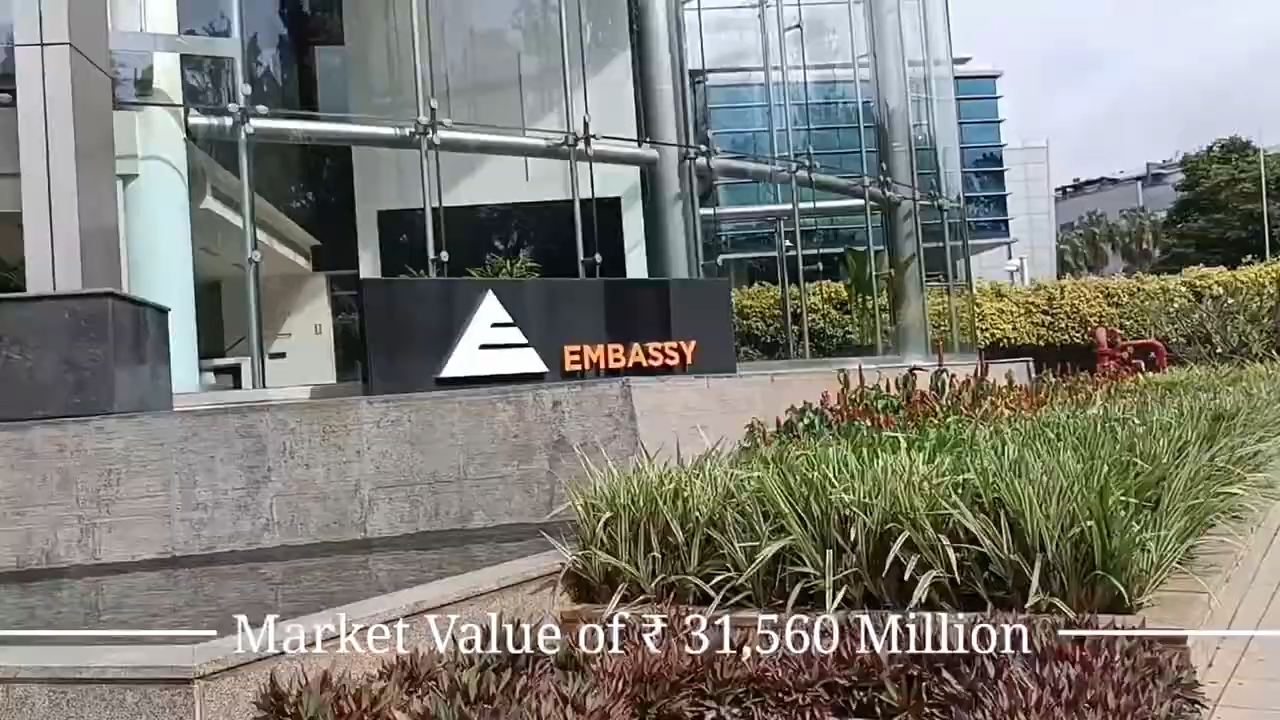 EMBASSY
Market Value of ₹ 31,560 Million